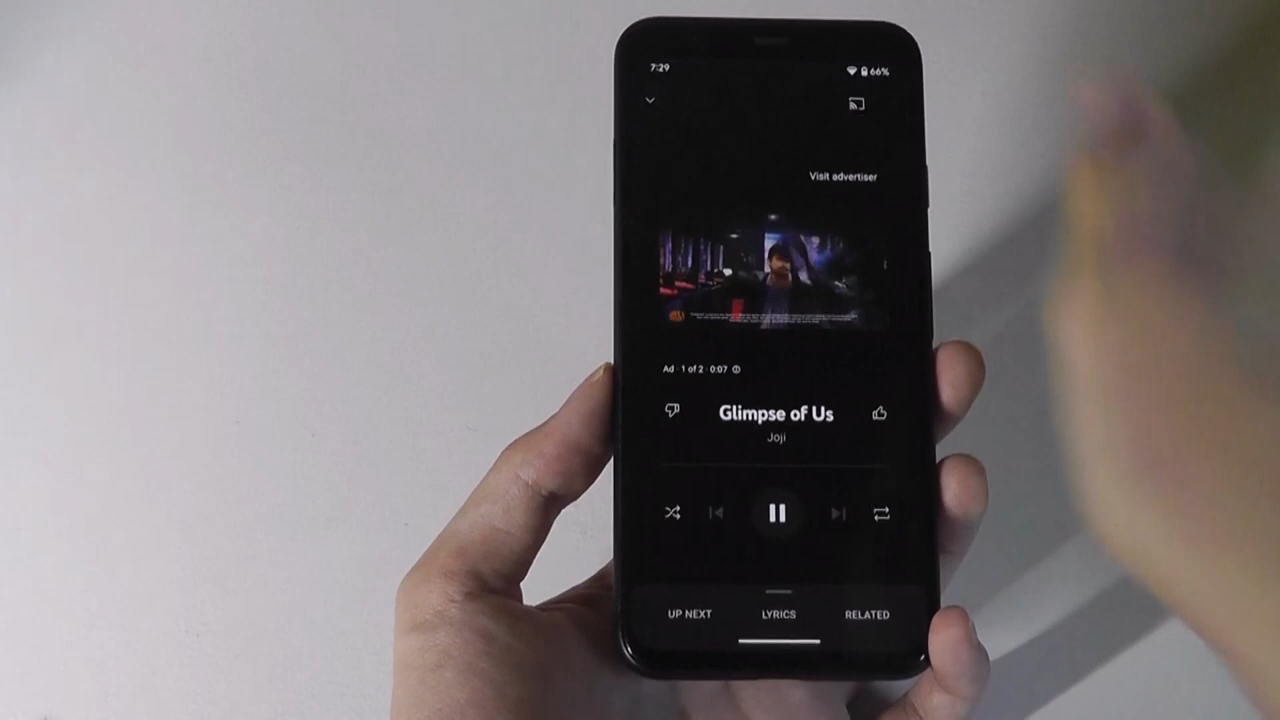 7:29
66%
Visit advertiser
Ad · 1 of 2 · 0:07
Glimpse of Us
Joji
UP NEXT
LYRICS
RELATED